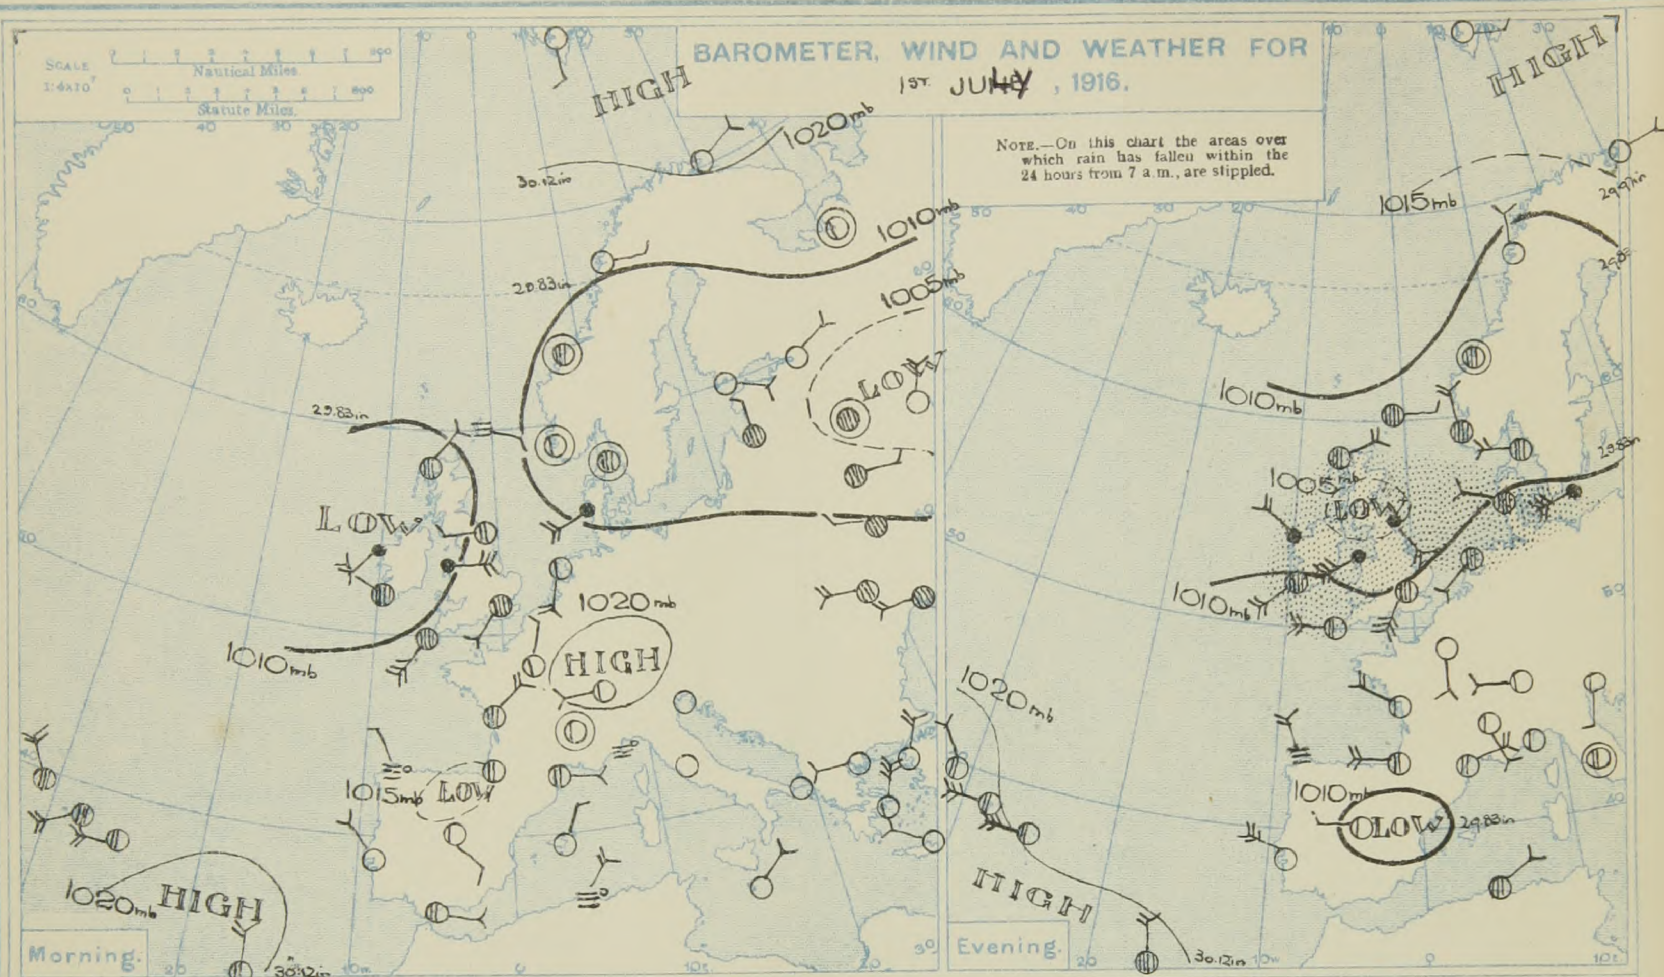 SCALE
1:4x10⁷
Nautical Miles.
Statute Miles.
BAROMETER, WIND AND WEATHER FOR
1ST JULY, 1916.
NOTE.—On this chart the areas over
which rain has fallen within the
24 hours from 7 a.m., are stippled.
HIGH
1020mb
30.12in
1010mb
29.83in
1005mb
LOW
29.83in
LOW
1010mb
1020mb
HIGH
1015mb
LOW
1020mb
HIGH
30.12in
Morning.
HIGH
1015mb
29.97in
1010mb
29.83in
1005mb
LOW
1010mb
1020mb
1010mb
LOW
29.83in
HIGH
30.12in
Evening.